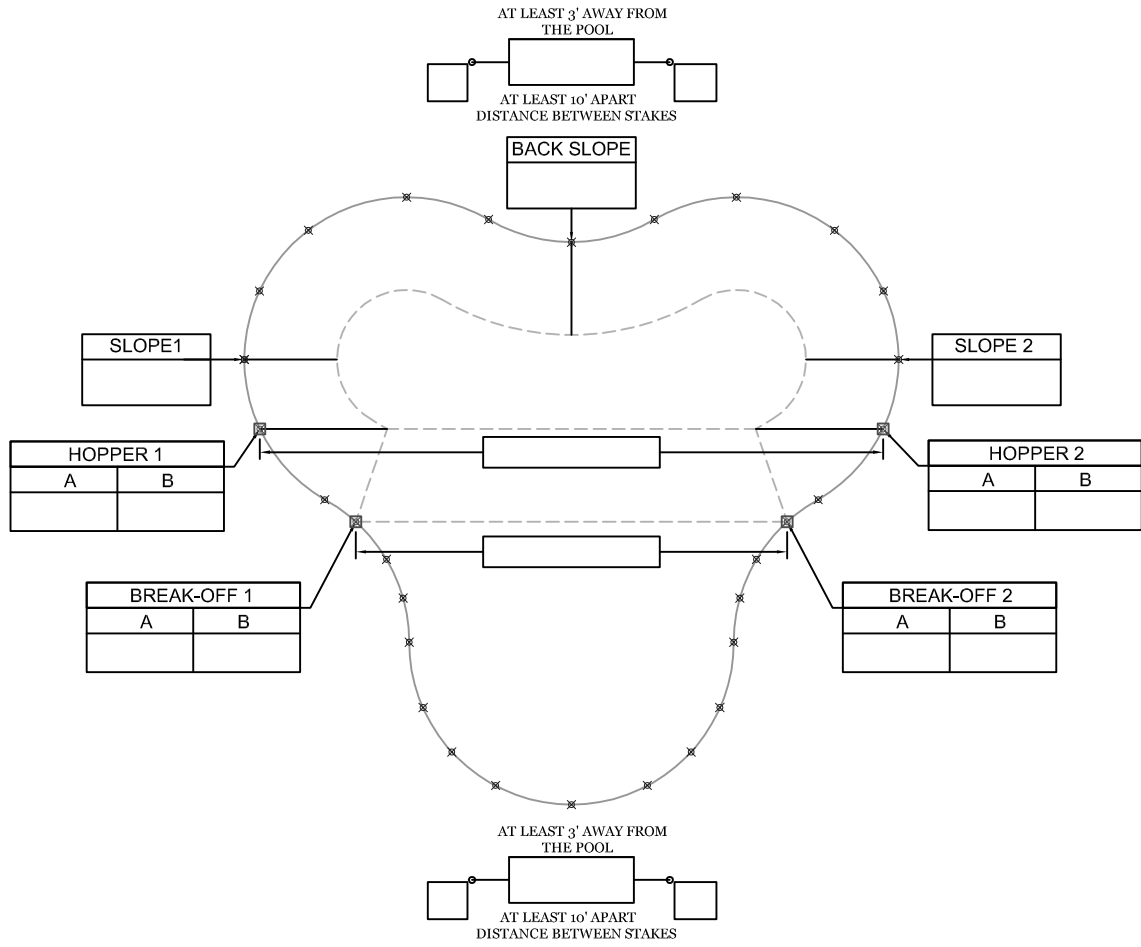 AT LEAST 3' AWAY FROM
THE POOL
AT LEAST 10' APART
DISTANCE BETWEEN STAKES
BACK SLOPE
SLOPE1
SLOPE 2
HOPPER 1
A B
HOPPER 2
A B
BREAK-OFF 1
A B
BREAK-OFF 2
A B
AT LEAST 3' AWAY FROM
THE POOL
AT LEAST 10' APART
DISTANCE BETWEEN STAKES